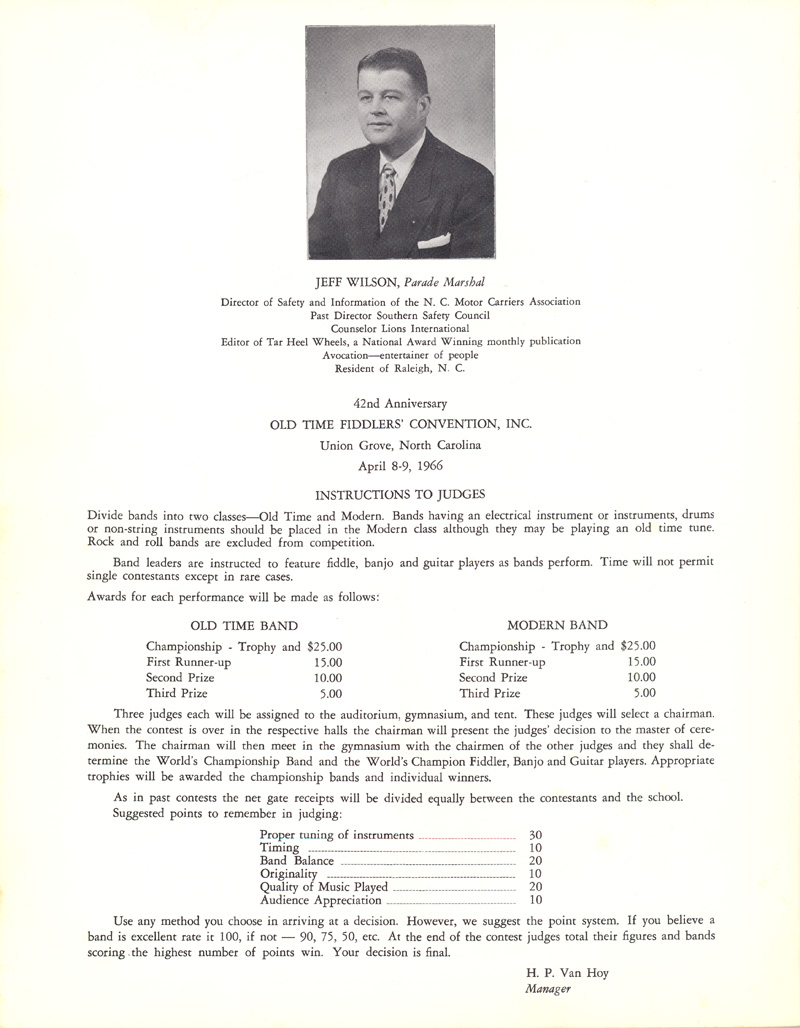 JEFF WILSON, Parade Marshal
Director of Safety and Information of the N. C. Motor Carriers Association
Past Director Southern Safety Council
Counselor Lions International
Editor of Tar Heel Wheels, a National Award Winning monthly publication
Avocation—entertainer of people
Resident of Raleigh, N. C.
42nd Anniversary
OLD TIME FIDDLERS' CONVENTION, INC.
Union Grove, North Carolina
April 8-9, 1966
INSTRUCTIONS TO JUDGES
Divide bands into two classes—Old Time and Modern. Bands having an electrical instrument or instruments, drums
or non-string instruments should be placed in the Modern class although they may be playing an old time tune.
Rock and roll bands are excluded from competition.
Band leaders are instructed to feature fiddle, banjo and guitar players as bands perform. Time will not permit
single contestants except in rare cases.
Awards for each performance will be made as follows:
OLD TIME BAND
Championship - Trophy and $25.00
First Runner-up 15.00
Second Prize 10.00
Third Prize 5.00
MODERN BAND
Championship - Trophy and $25.00
First Runner-up 15.00
Second Prize 10.00
Third Prize 5.00
Three judges each will be assigned to the auditorium, gymnasium, and tent. These judges will select a chairman.
When the contest is over in the respective halls the chairman will present the judges' decision to the master of cere-
monies. The chairman will then meet in the gymnasium with the chairmen of the other judges and they shall de-
termine the World's Championship Band and the World's Champion Fiddler, Banjo and Guitar players. Appropriate
trophies will be awarded the championship bands and individual winners.
As in past contests the net gate receipts will be divided equally between the contestants and the school.
Suggested points to remember in judging:
Proper tuning of instruments 30
Timing 10
Band Balance 20
Originality 10
Quality of Music Played 20
Audience Appreciation 10
Use any method you choose in arriving at a decision. However, we suggest the point system. If you believe a
band is excellent rate it 100, if not — 90, 75, 50, etc. At the end of the contest judges total their figures and bands
scoring the highest number of points win. Your decision is final.
H. P. Van Hoy
Manager